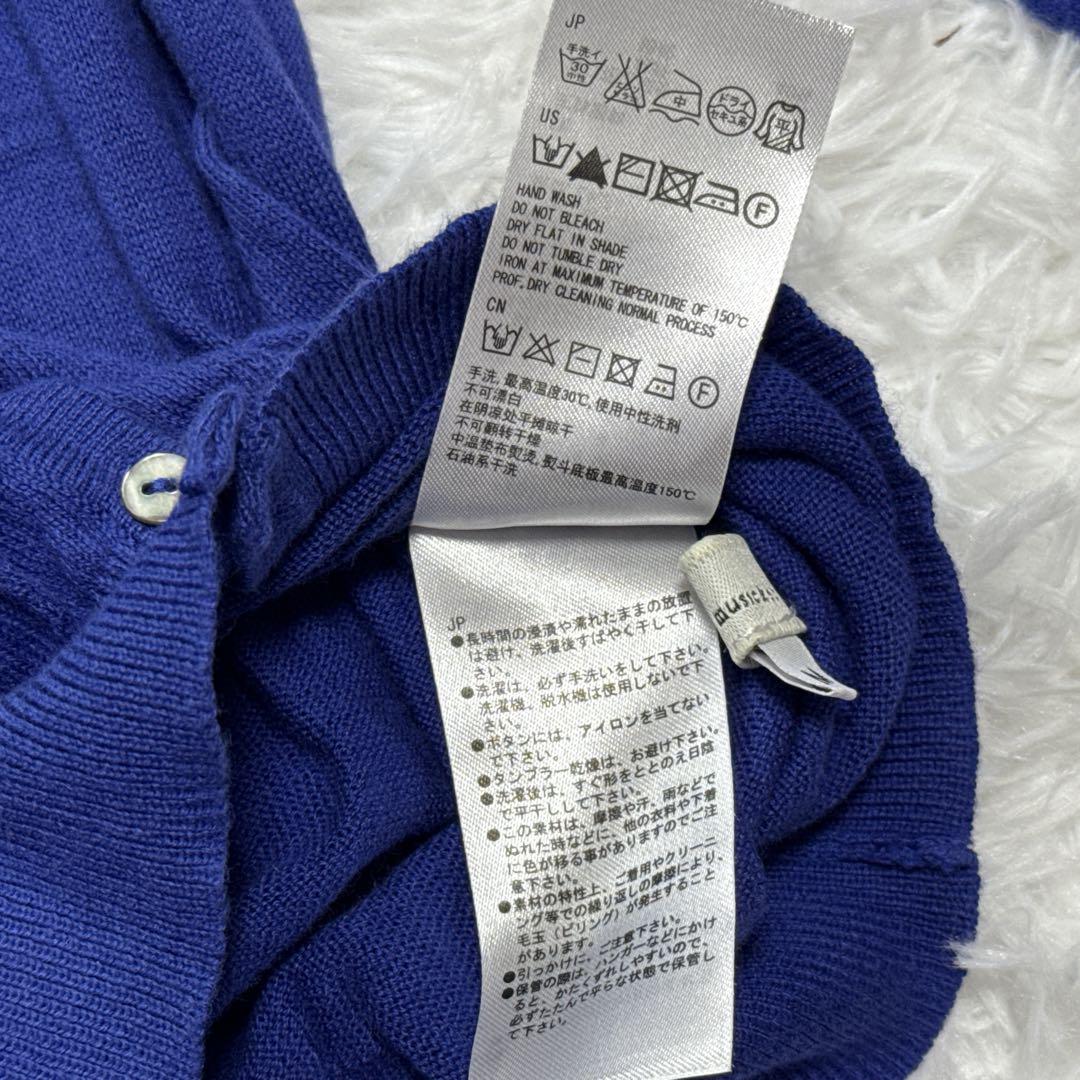 JP
手洗イ
30
中性
中
ドライ
セキユ系
平
US
HAND WASH
DO NOT BLEACH
DRY FLAT IN SHADE
DO NOT TUMBLE DRY
IRON AT MAXIMUM TEMPERATURE OF 150℃
PROF. DRY CLEANING NORMAL PROCESS
F
CN
F
手洗,最高温度30℃,使用中性洗剂
不可漂白
在阴凉处平摊晾干
不可翻转干燥
中温垫布熨烫,熨斗底板最高温度150℃
石油系干洗
JP
●長時間の浸漬や濡れたままの放置
は避け、洗濯後すばやく干して下
さい。
●洗濯は、必ず手洗いをして下さい。
洗濯機、脱水機は使用しないで下
さい。
●ボタンには、アイロンを当てない
で下さい。
●タンブラー乾燥は、お避け下さい。
●洗濯後は、すぐ形をととのえ日陰
で平干しして下さい。
●この素材は、摩擦や汗、雨などで
ぬれた時などに、他の衣料や下着
に色が移る事がありますのでご注
意下さい。
●素材の特性上、ご着用やクリーニ
ング等での繰り返しの摩擦により、
毛玉（ピリング）が発生すること
があります。ご注意下さい。
●引っかけに、ご注意下さい。
●保管の際は、ハンガーなどにかけ
ると、かたくずれしやすいので、
必ずたたんで平らな状態で保管し
て下さい。